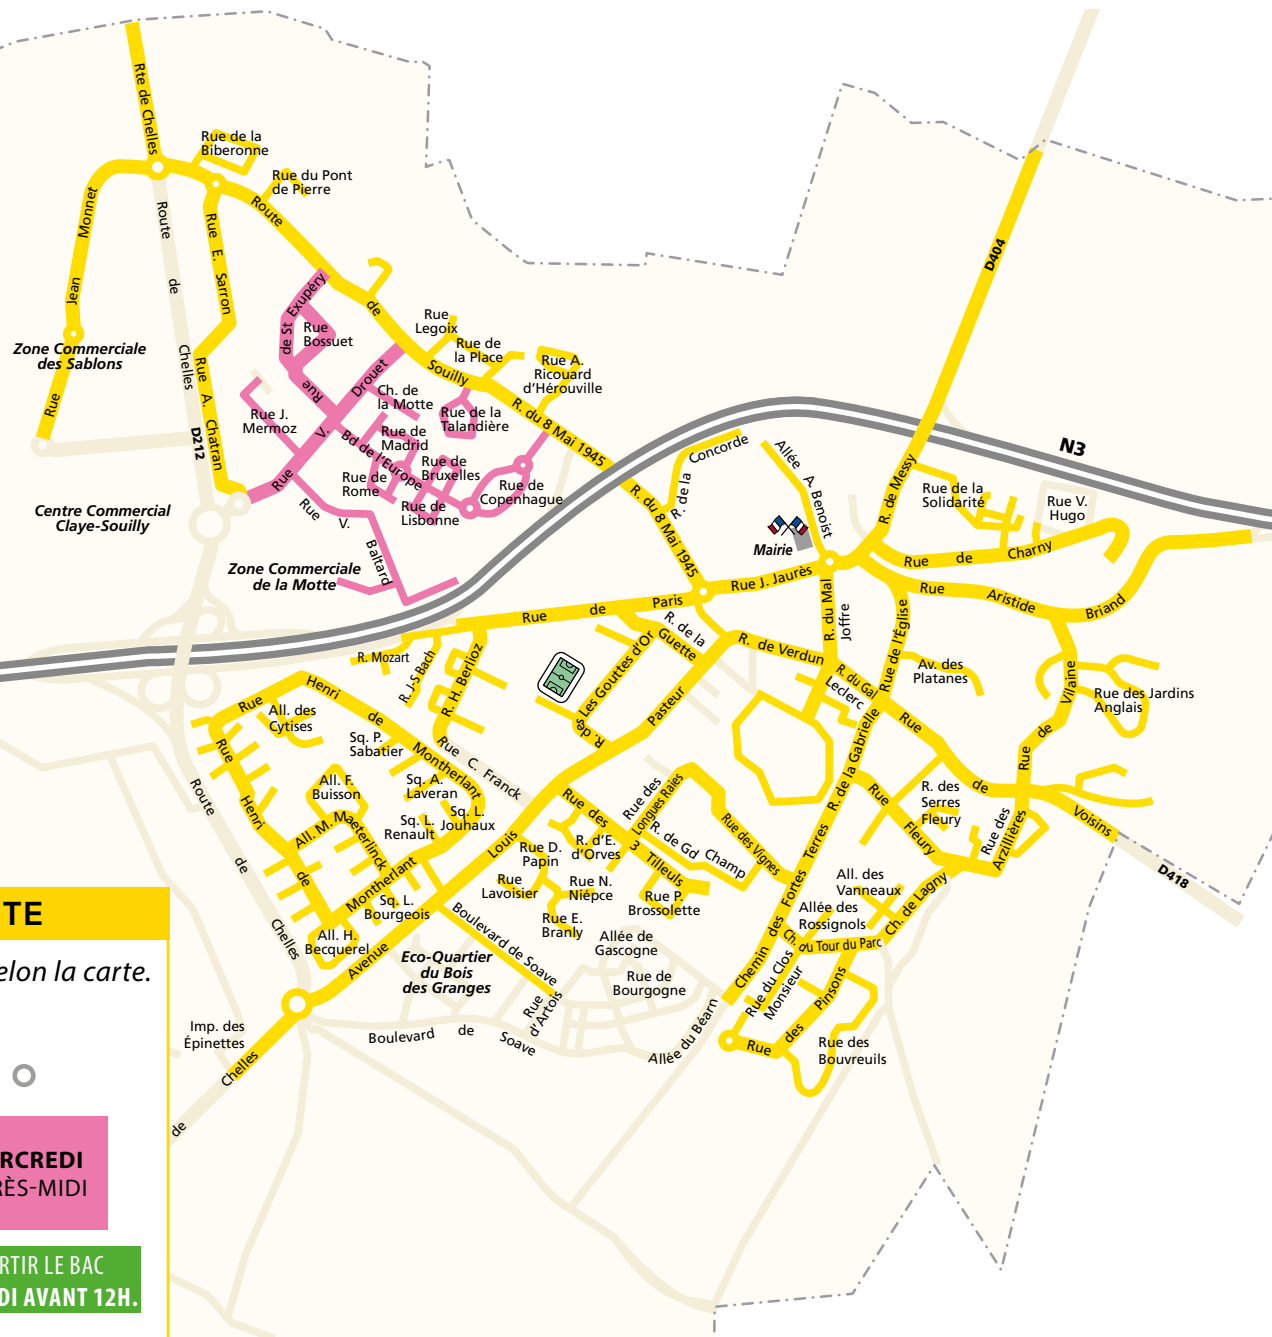 Rte de Chelles
Rue de la
Biberonne
Rue du Pont
de Pierre
Route
de
Souilly
Jean
Monnet
Rue
Route
de
Chelles
D212
Rue E. Sarron
Rue A. Chatran
Zone Commerciale
des Sablons
Centre Commercial
Claye-Souilly
Rue
de St Exupéry
Rue
Bossuet
Rue
V.
Drouet
Rue J.
Mermoz
Ch. de
la Motte
Rue de la
Talandière
Rue de
Madrid
Bd de l'Europe
Rue de
Bruxelles
Rue de
Rome
Rue de
Lisbonne
Rue de
Copenhague
Rue
V.
Baltard
Zone Commerciale
de la Motte
Rue
Legoix
Rue de
la Place
Rue A.
Ricouard
d'Hérouville
R. du 8 Mai 1945
R. du 8 Mai 1945
R. de la
Concorde
Allée A. Benoist
Mairie
D404
N3
R. de Messy
Rue de la
Solidarité
Rue V.
Hugo
Rue de Charny
Rue Aristide Briand
Rue J. Jaurès
Rue de Paris
R. du Mal
Joffre
Rue de l'Église
R. de Verdun
R. du Gal
Leclerc
Av. des
Platanes
Rue de Vilaine
Rue des Jardins
Anglais
R. Mozart
R. J-S Bach
R. H. Berlioz
R. de la
Guette
R. des Les Gouttes d'Or
Pasteur
Louis
Avenue
Rue
Henri
de
Montherlant
All. des
Cytises
Sq. P.
Sabatier
Rue
Henri
de
Montherlant
All. F.
Buisson
Sq. A.
Laveran
Sq. L.
Jouhaux
Sq. L.
Renault
All. M. Maeterlinck
Sq. L.
Bourgeois
All. H.
Becquerel
Rue C. Franck
Rue des
3
Tilleuls
Rue des
Longues Raies
R. de Gd Champ
Rue des Vignes
Rue D.
Papin
R. d'E.
d'Orves
Rue
Lavoisier
Rue N.
Niépce
Rue E.
Branly
Rue P.
Brossolette
Boulevard de Soave
Eco-Quartier
du Bois
des Granges
Allée de
Gascogne
Rue de
Bourgogne
Rue
d'Artois
Boulevard de Soave
Allée du Béarn
Chemin des Fortes Terres
R. de la Gabrielle
Rue
de
Voisins
D418
Rue
Fleury
R. des
Serres
Fleury
Rue des
Arzillières
Ch. de Lagny
All. des
Vanneaux
Allée des
Rossignols
Ch. du Tour du Parc
Rue du Clos
Monsieur
Rue des Pinsons
Rue des
Bouvreuils
Route
de
Chelles
Imp. des
Épinettes
Chelles
de
TE
elon la carte.
RCREDI
RÈS-MIDI
RTIR LE BAC
DI AVANT 12H.